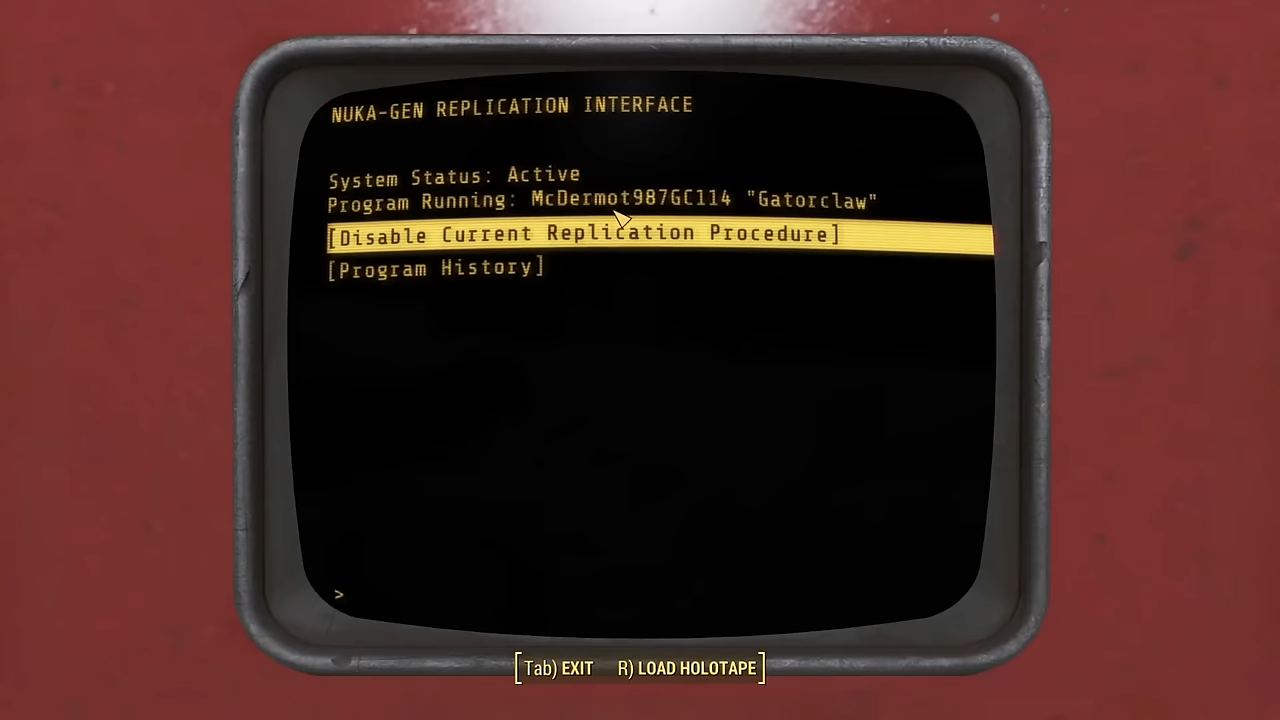 NUKA-GEN REPLICATION INTERFACE
System Status: Active
Program Running: McDermot987GC114 "Gatorclaw"
[Disable Current Replication Procedure]
[Program History]
>
[Tab) EXIT R) LOAD HOLOTAPE]